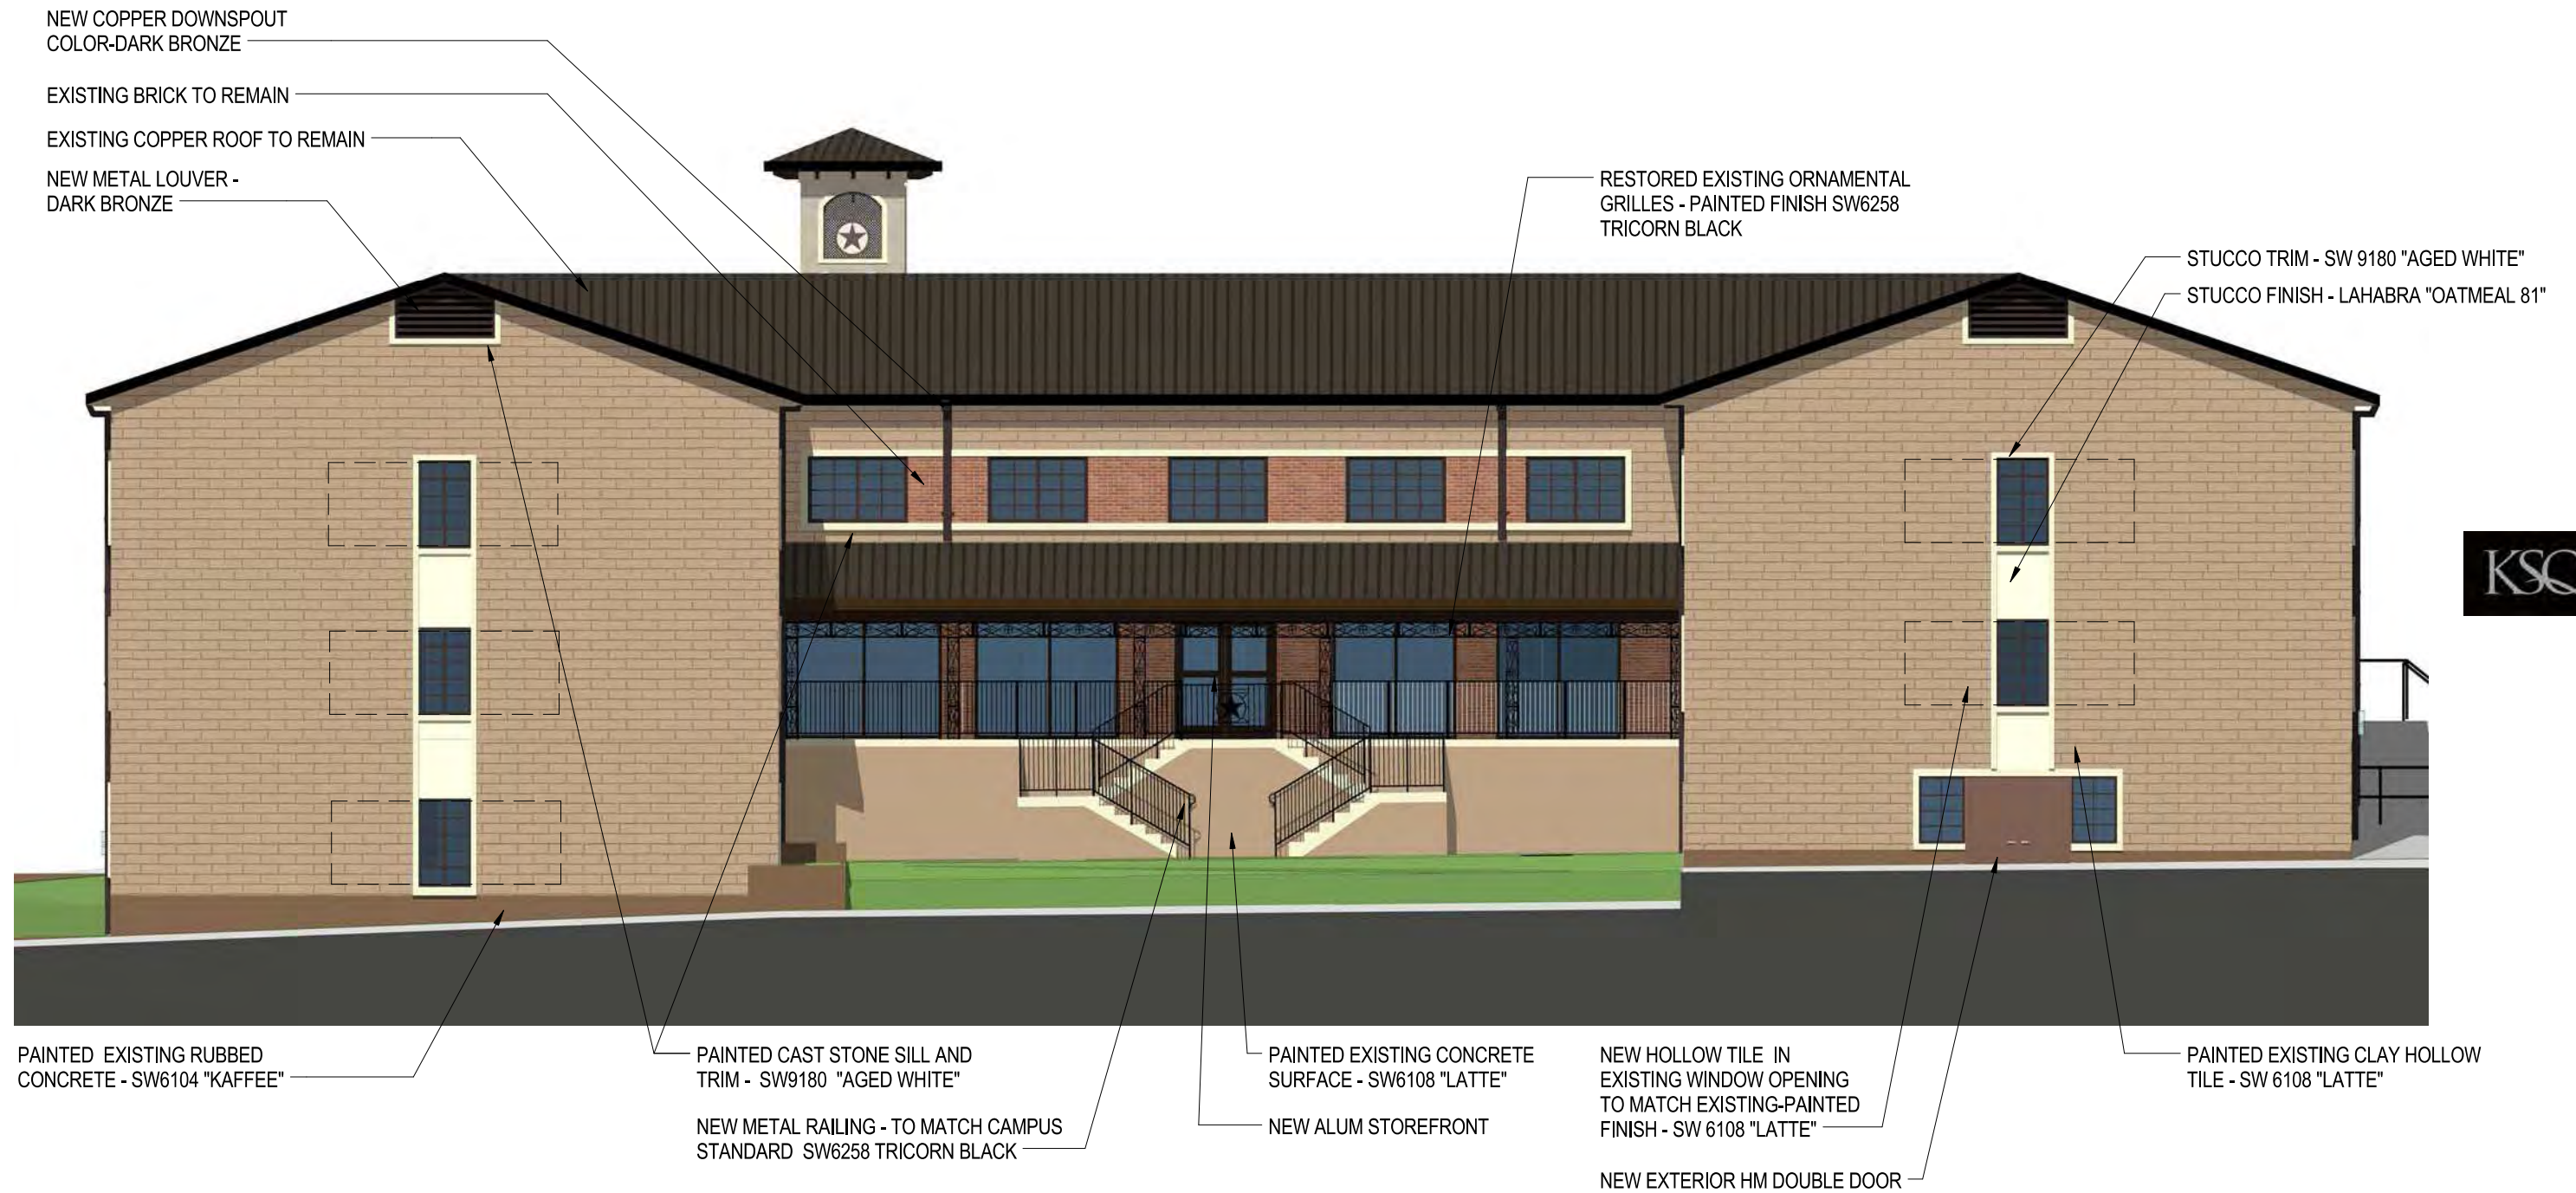 NEW COPPER DOWNSPOUT
COLOR-DARK BRONZE
EXISTING BRICK TO REMAIN
EXISTING COPPER ROOF TO REMAIN
NEW METAL LOUVER -
DARK BRONZE
RESTORED EXISTING ORNAMENTAL
GRILLES - PAINTED FINISH SW6258
TRICORN BLACK
STUCCO TRIM - SW 9180 "AGED WHITE"
STUCCO FINISH - LAHABRA "OATMEAL 81"
KSQ
PAINTED EXISTING RUBBED
CONCRETE - SW6104 "KAFFEE"
PAINTED CAST STONE SILL AND
TRIM - SW9180 "AGED WHITE"
NEW METAL RAILING - TO MATCH CAMPUS
STANDARD SW6258 TRICORN BLACK
PAINTED EXISTING CONCRETE
SURFACE - SW6108 "LATTE"
NEW ALUM STOREFRONT
NEW HOLLOW TILE IN
EXISTING WINDOW OPENING
TO MATCH EXISTING-PAINTED
FINISH - SW 6108 "LATTE"
NEW EXTERIOR HM DOUBLE DOOR
PAINTED EXISTING CLAY HOLLOW
TILE - SW 6108 "LATTE"